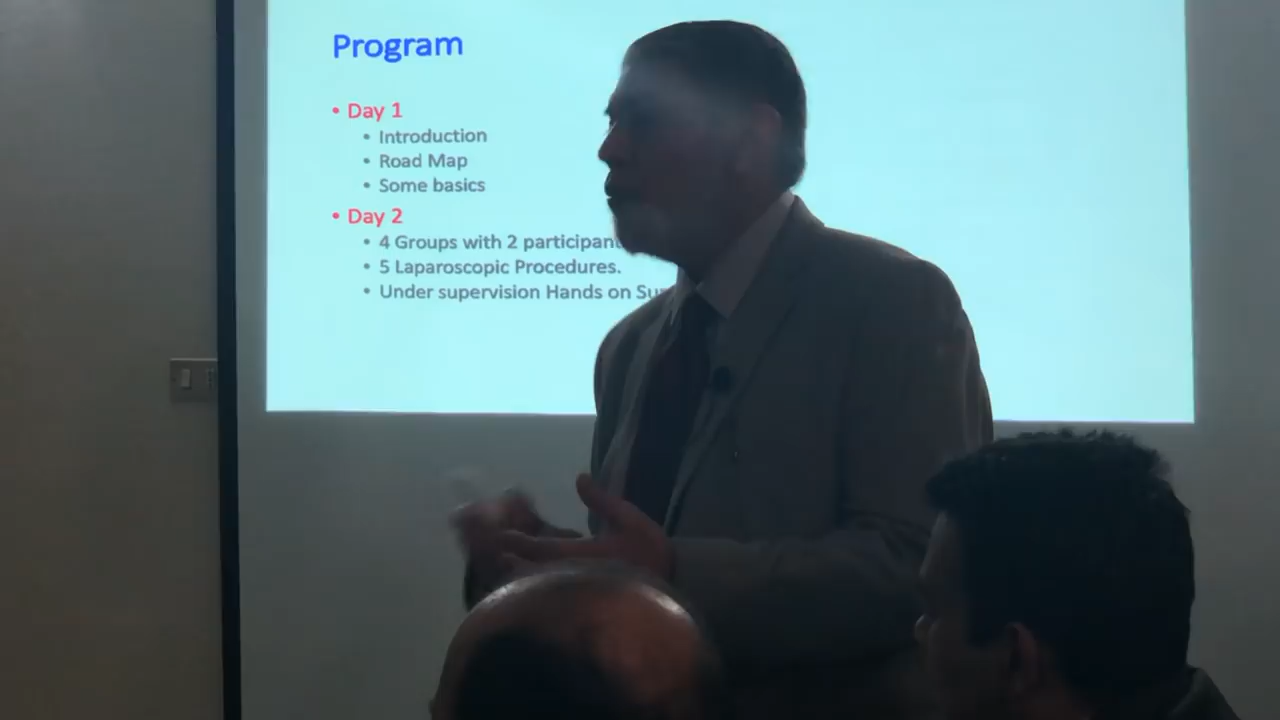 Program
• Day 1
• Introduction
• Road Map
• Some basics
• Day 2
• 4 Groups with 2
• 5 Laparoscopic Procedures.
• Under supervision Hands on